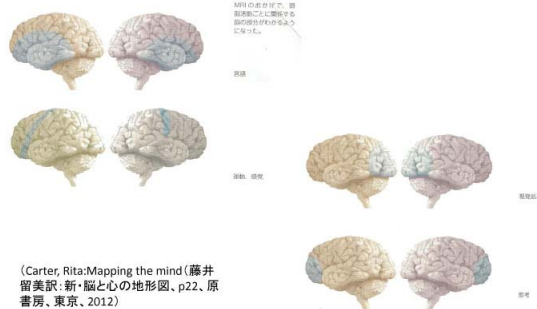 MRIのおかげで、頭
脳活動ごとに関係する
脳の部分がわかるよう
になった。
言語
運動、感覚
視覚野
思考
(Carter, Rita:Mapping the mind(藤井
留美訳:新・脳と心の地形図、p22、原
書房、東京、2012)